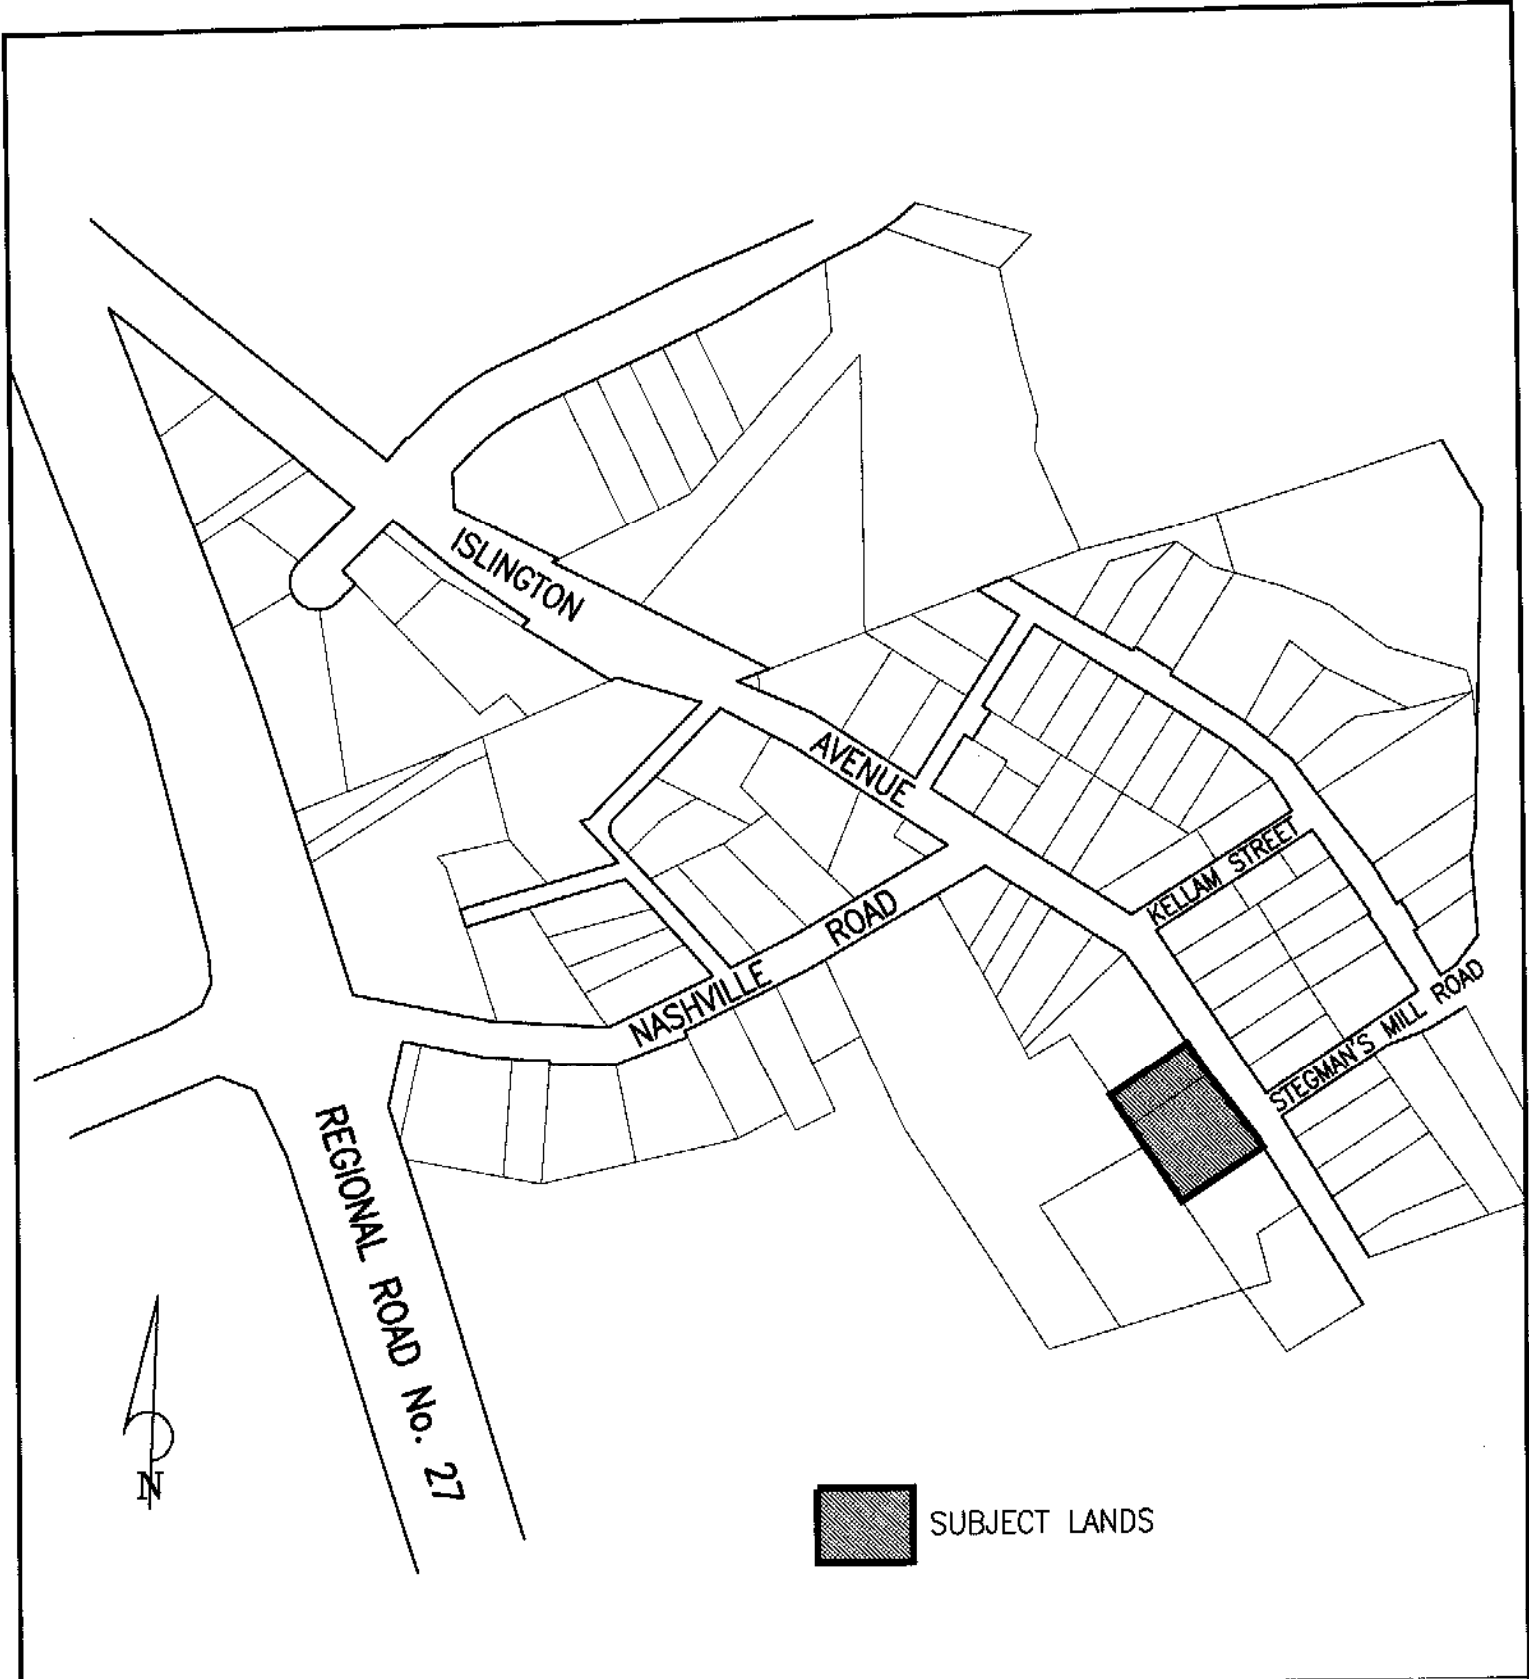 ISLINGTON AVENUE
KELLAM STREET
NASHVILLE ROAD
STEGMAN'S MILL ROAD
REGIONAL ROAD No. 27
N
SUBJECT LANDS